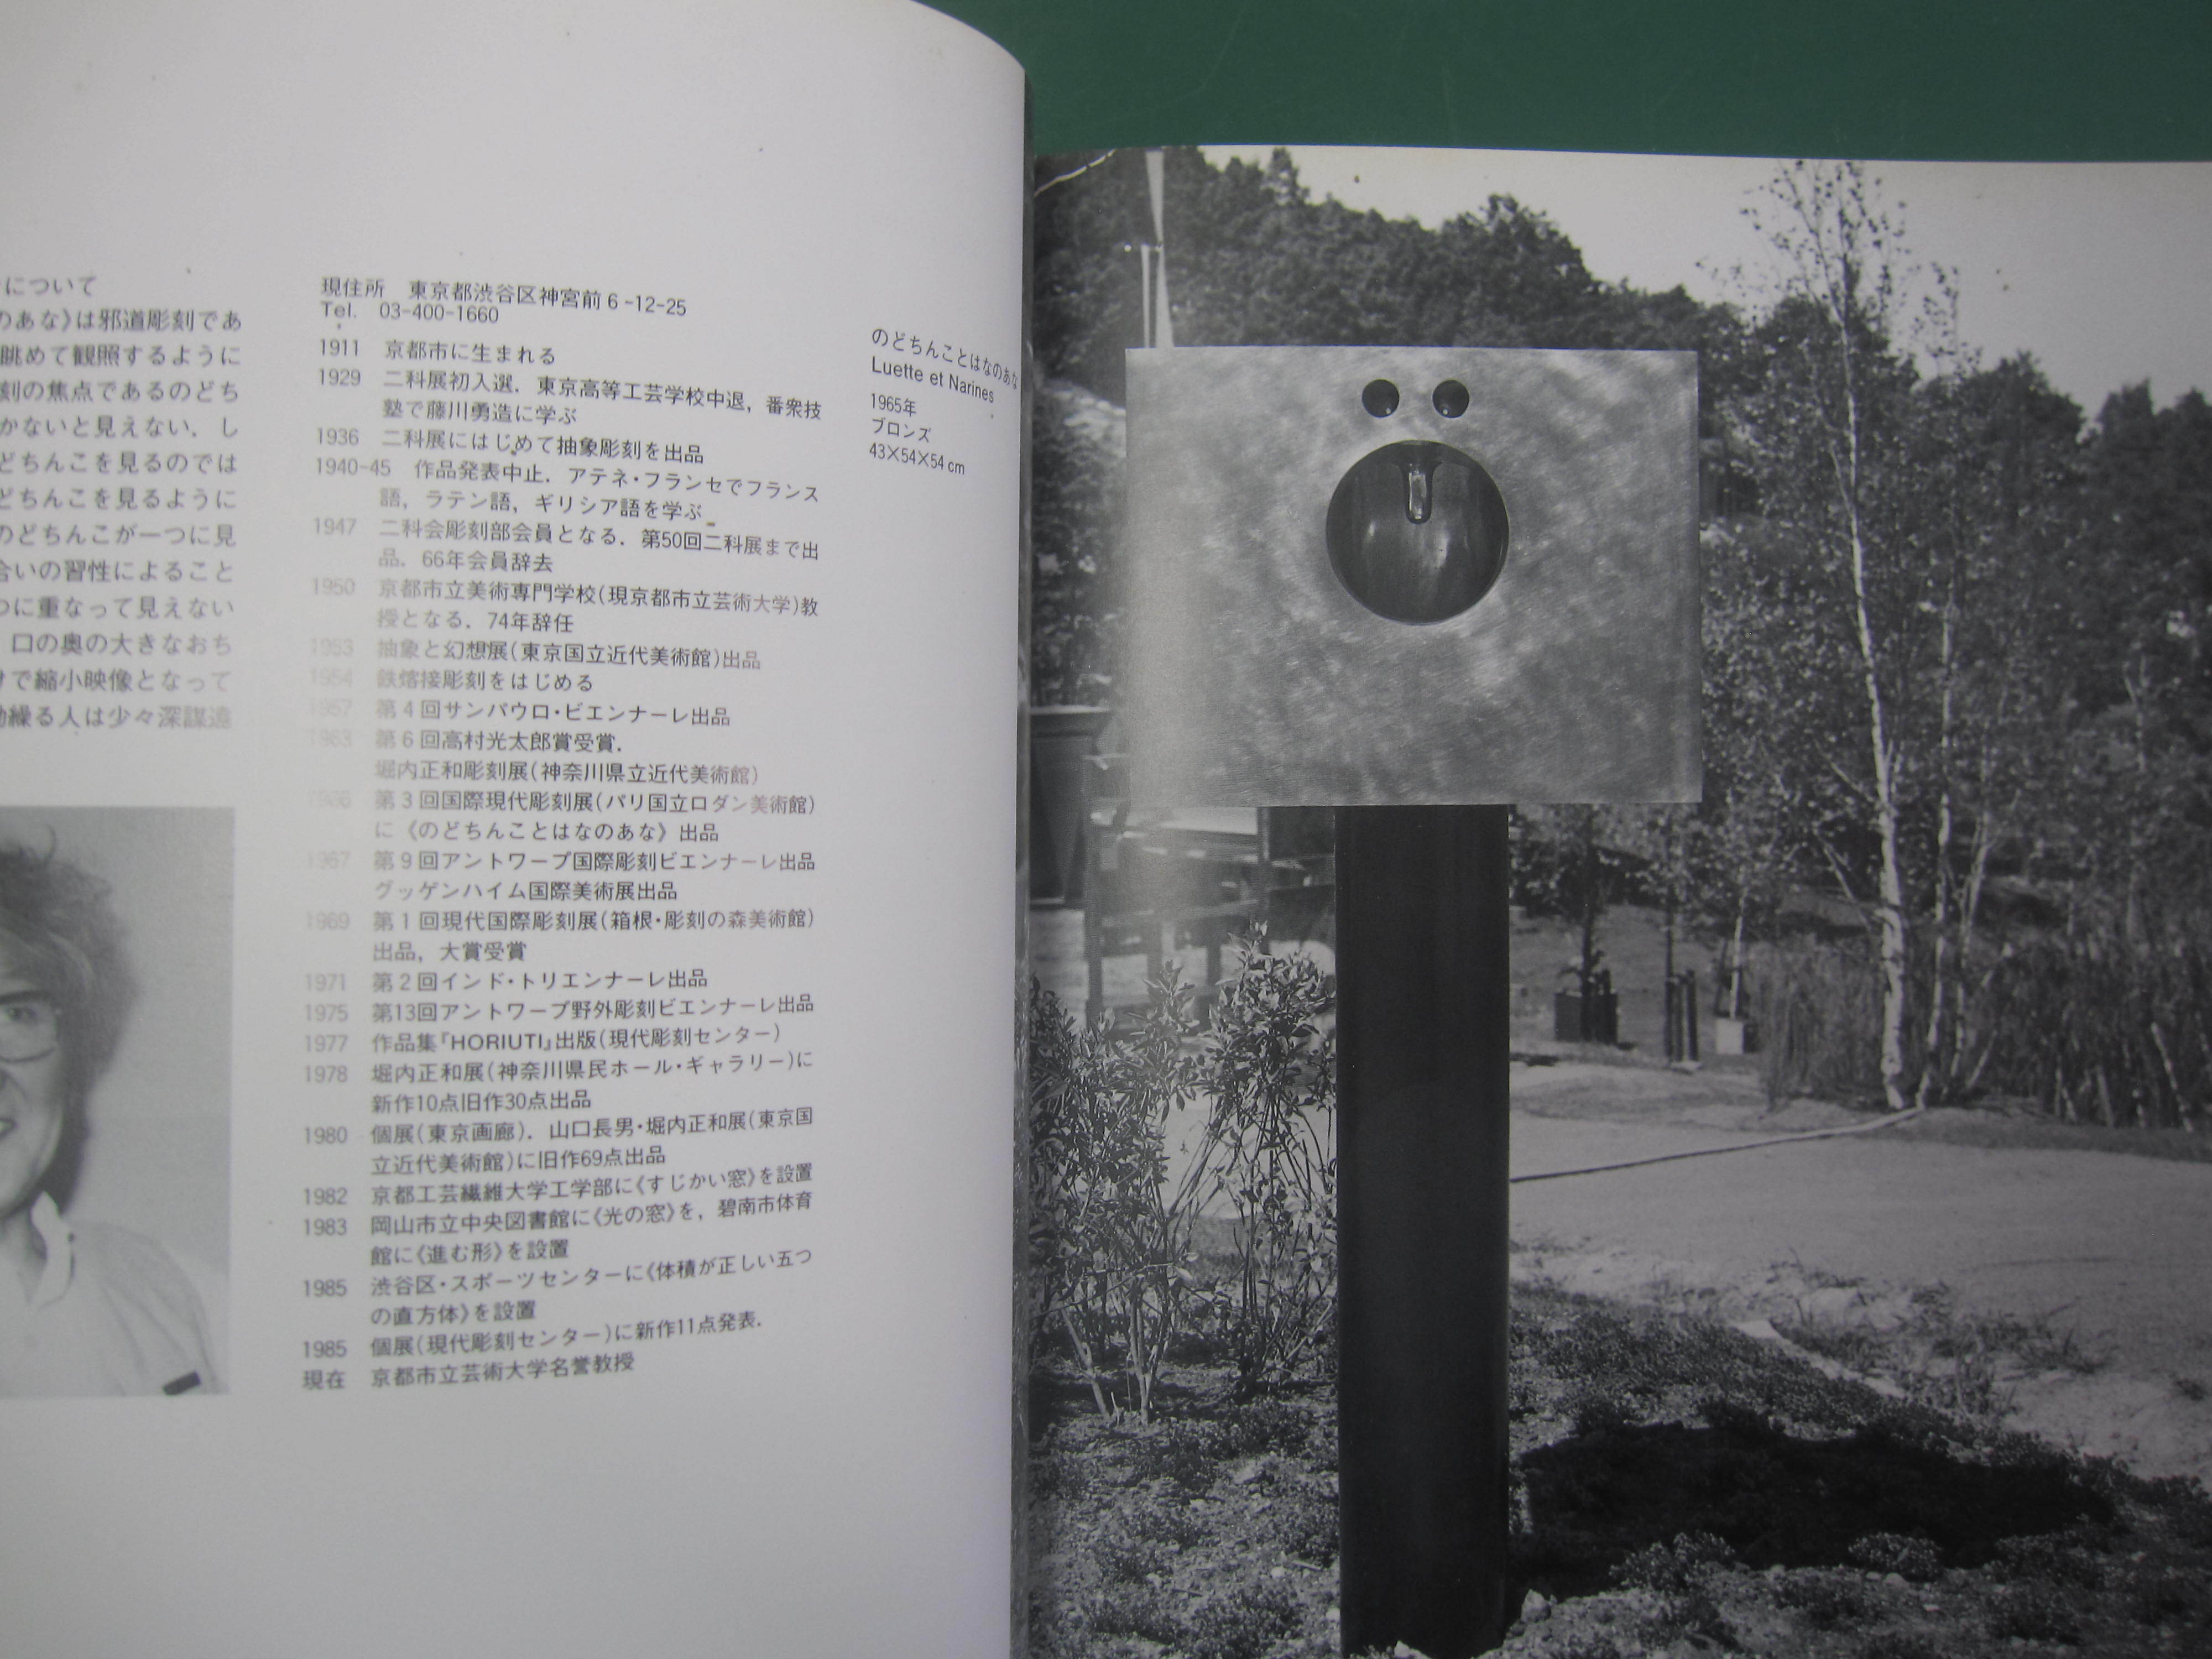 について
のあな》は邪道彫刻であ
眺めて観照するように
刻の焦点であるのどち
かないと見えない．し
どちんこを見るのでは
どちんこを見るように
のどちんこが一つに見
合いの習性によること
つに重なって見えない
口の奥の大きなおち
けで縮小映像となって
繰る人は少々深謀遠
現住所　東京都渋谷区神宮前 6-12-25
Tel.　03-400-1660
1911　京都市に生まれる
1929　二科展初入選．東京高等工芸学校中退，番衆技
塾で藤川勇造に学ぶ
1936　二科展にはじめて抽象彫刻を出品
1940-45　作品発表中止．アテネ・フランセでフランス
語，ラテン語，ギリシア語を学ぶ
1947　二科会彫刻部会員となる．第50回二科展まで出
品．66年会員辞去
1950　京都市立美術専門学校(現京都市立芸術大学)教
授となる．74年辞任
1953　抽象と幻想展(東京国立近代美術館)出品
1954　鉄熔接彫刻をはじめる
1957　第4回サンパウロ・ビエンナーレ出品
1963　第6回高村光太郎賞受賞．
堀内正和彫刻展(神奈川県立近代美術館)
1966　第3回国際現代彫刻展(パリ国立ロダン美術館)
に《のどちんことはなのあな》出品
1967　第9回アントワープ国際彫刻ビエンナーレ出品
グッゲンハイム国際美術展出品
1969　第1回現代国際彫刻展(箱根・彫刻の森美術館)
出品，大賞受賞
1971　第2回インド・トリエンナーレ出品
1975　第13回アントワープ野外彫刻ビエンナーレ出品
1977　作品集『HORIUTI』出版(現代彫刻センター)
1978　堀内正和展(神奈川県民ホール・ギャラリー)に
新作10点旧作30点出品
1980　個展(東京画廊)．山口長男・堀内正和展(東京国
立近代美術館)に旧作69点出品
1982　京都工芸繊維大学工学部に《すじかい窓》を設置
1983　岡山市立中央図書館に《光の窓》を，碧南市体育
館に《進む形》を設置
1985　渋谷区・スポーツセンターに《体積が正しい五つ
の直方体》を設置
1985　個展(現代彫刻センター)に新作11点発表．
現在　京都市立芸術大学名誉教授
のどちんことはなのあな
Luette et Narines
1965年
ブロンズ
43×54×54 cm